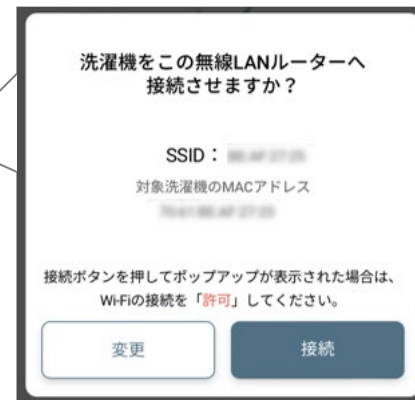 洗濯機をこの無線LANルーターへ
接続させますか？
SSID：
対象洗濯機のMACアドレス
接続ボタンを押してポップアップが表示された場合は、
Wi-Fiの接続を「許可」してください。
変更
接続